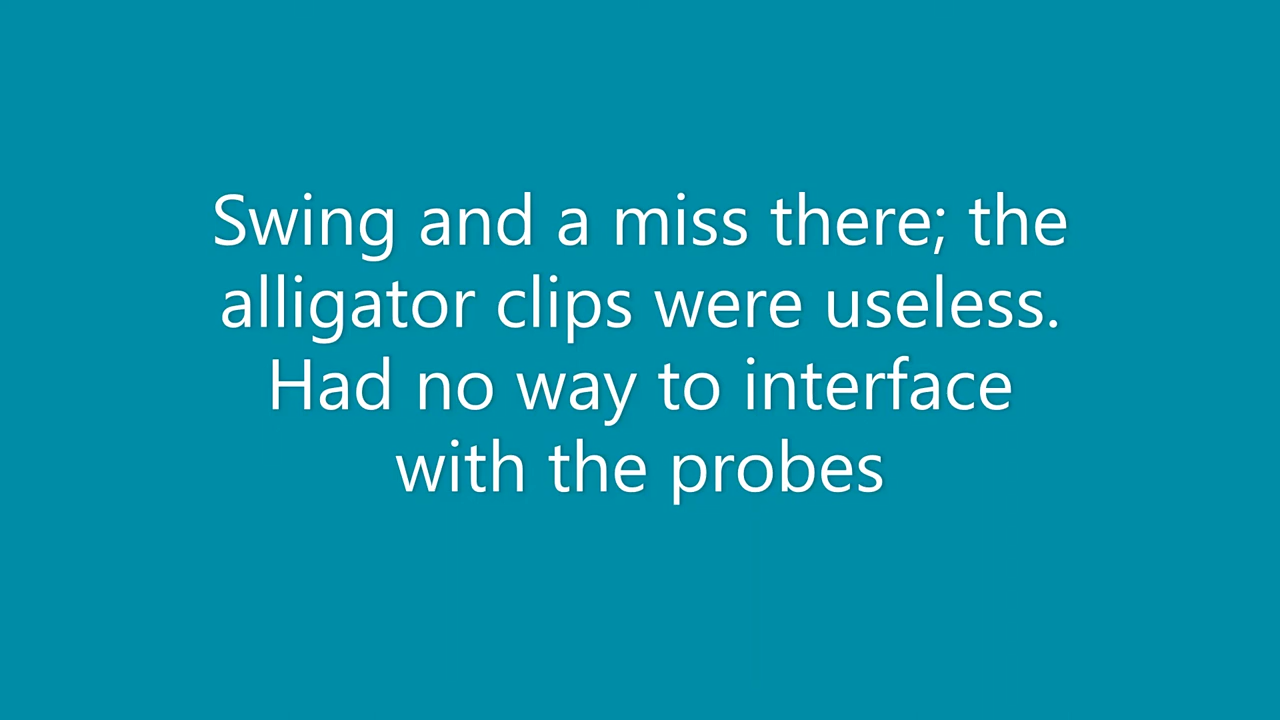 Swing and a miss there; the
alligator clips were useless.
Had no way to interface
with the probes